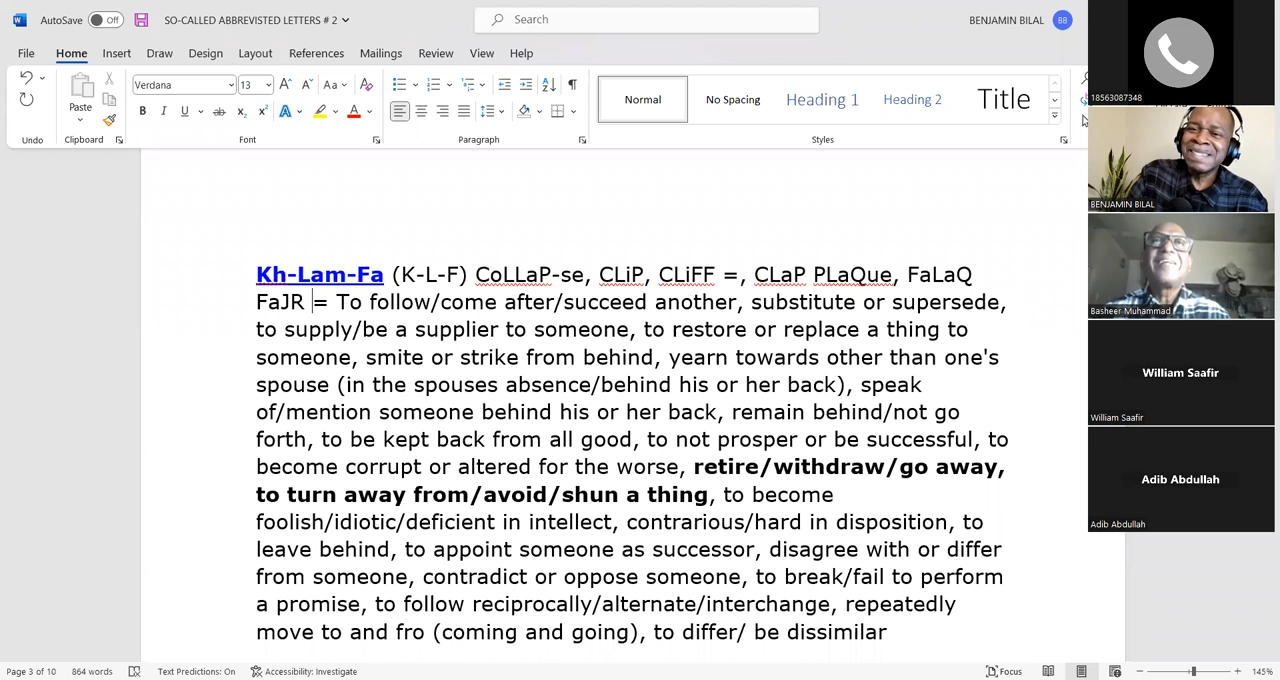 AutoSave Off SO-CALLED ABBREVISTED LETTERS # 2 Search BENJAMIN BILAL BB
File Home Insert Draw Design Layout References Mailings Review View Help
Verdana 13 Aa
Paste
Normal No Spacing Heading 1 Heading 2 Title
Undo Clipboard Font Paragraph Styles
Kh-Lam-Fa (K-L-F) CoLLaP-se, CLiP, CLiFF =, CLaP PLaQue, FaLaQ
FaJR = To follow/come after/succeed another, substitute or supersede,
to supply/be a supplier to someone, to restore or replace a thing to
someone, smite or strike from behind, yearn towards other than one's
spouse (in the spouses absence/behind his or her back), speak
of/mention someone behind his or her back, remain behind/not go
forth, to be kept back from all good, to not prosper or be successful, to
become corrupt or altered for the worse, retire/withdraw/go away,
to turn away from/avoid/shun a thing, to become
foolish/idiotic/deficient in intellect, contrarious/hard in disposition, to
leave behind, to appoint someone as successor, disagree with or differ
from someone, contradict or oppose someone, to break/fail to perform
a promise, to follow reciprocally/alternate/interchange, repeatedly
move to and fro (coming and going), to differ/ be dissimilar
Page 3 of 10 864 words Text Predictions: On Accessibility: Investigate Focus 145%
18563087348
BENJAMIN BILAL
Basheer Muhammad
William Saafir
William Saafir
Adib Abdullah
Adib Abdullah